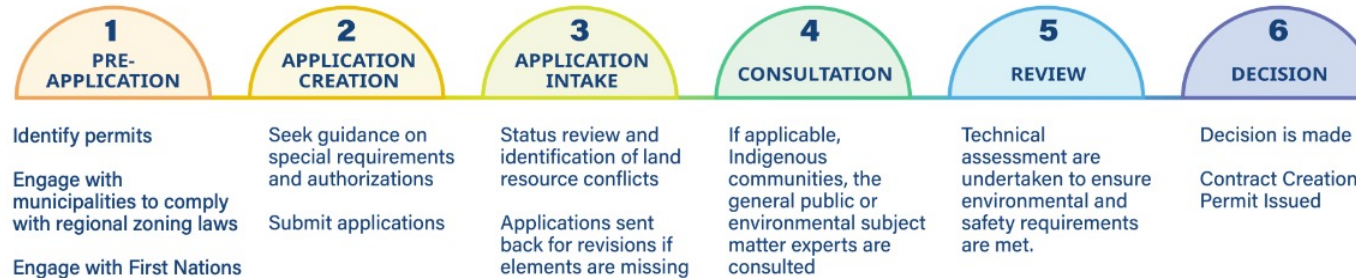 1
PRE-
APPLICATION
Identify permits
Engage with
municipalities to comply
with regional zoning laws
Engage with First Nations
2
APPLICATION
CREATION
Seek guidance on
special requirements
and authorizations
Submit applications
3
APPLICATION
INTAKE
Status review and
identification of land
resource conflicts
Applications sent
back for revisions if
elements are missing
4
CONSULTATION
If applicable,
Indigenous
communities, the
general public or
environmental subject
matter experts are
consulted
5
REVIEW
Technical
assessment are
undertaken to ensure
environmental and
safety requirements
are met.
6
DECISION
Decision is made
Contract Creation
Permit Issued